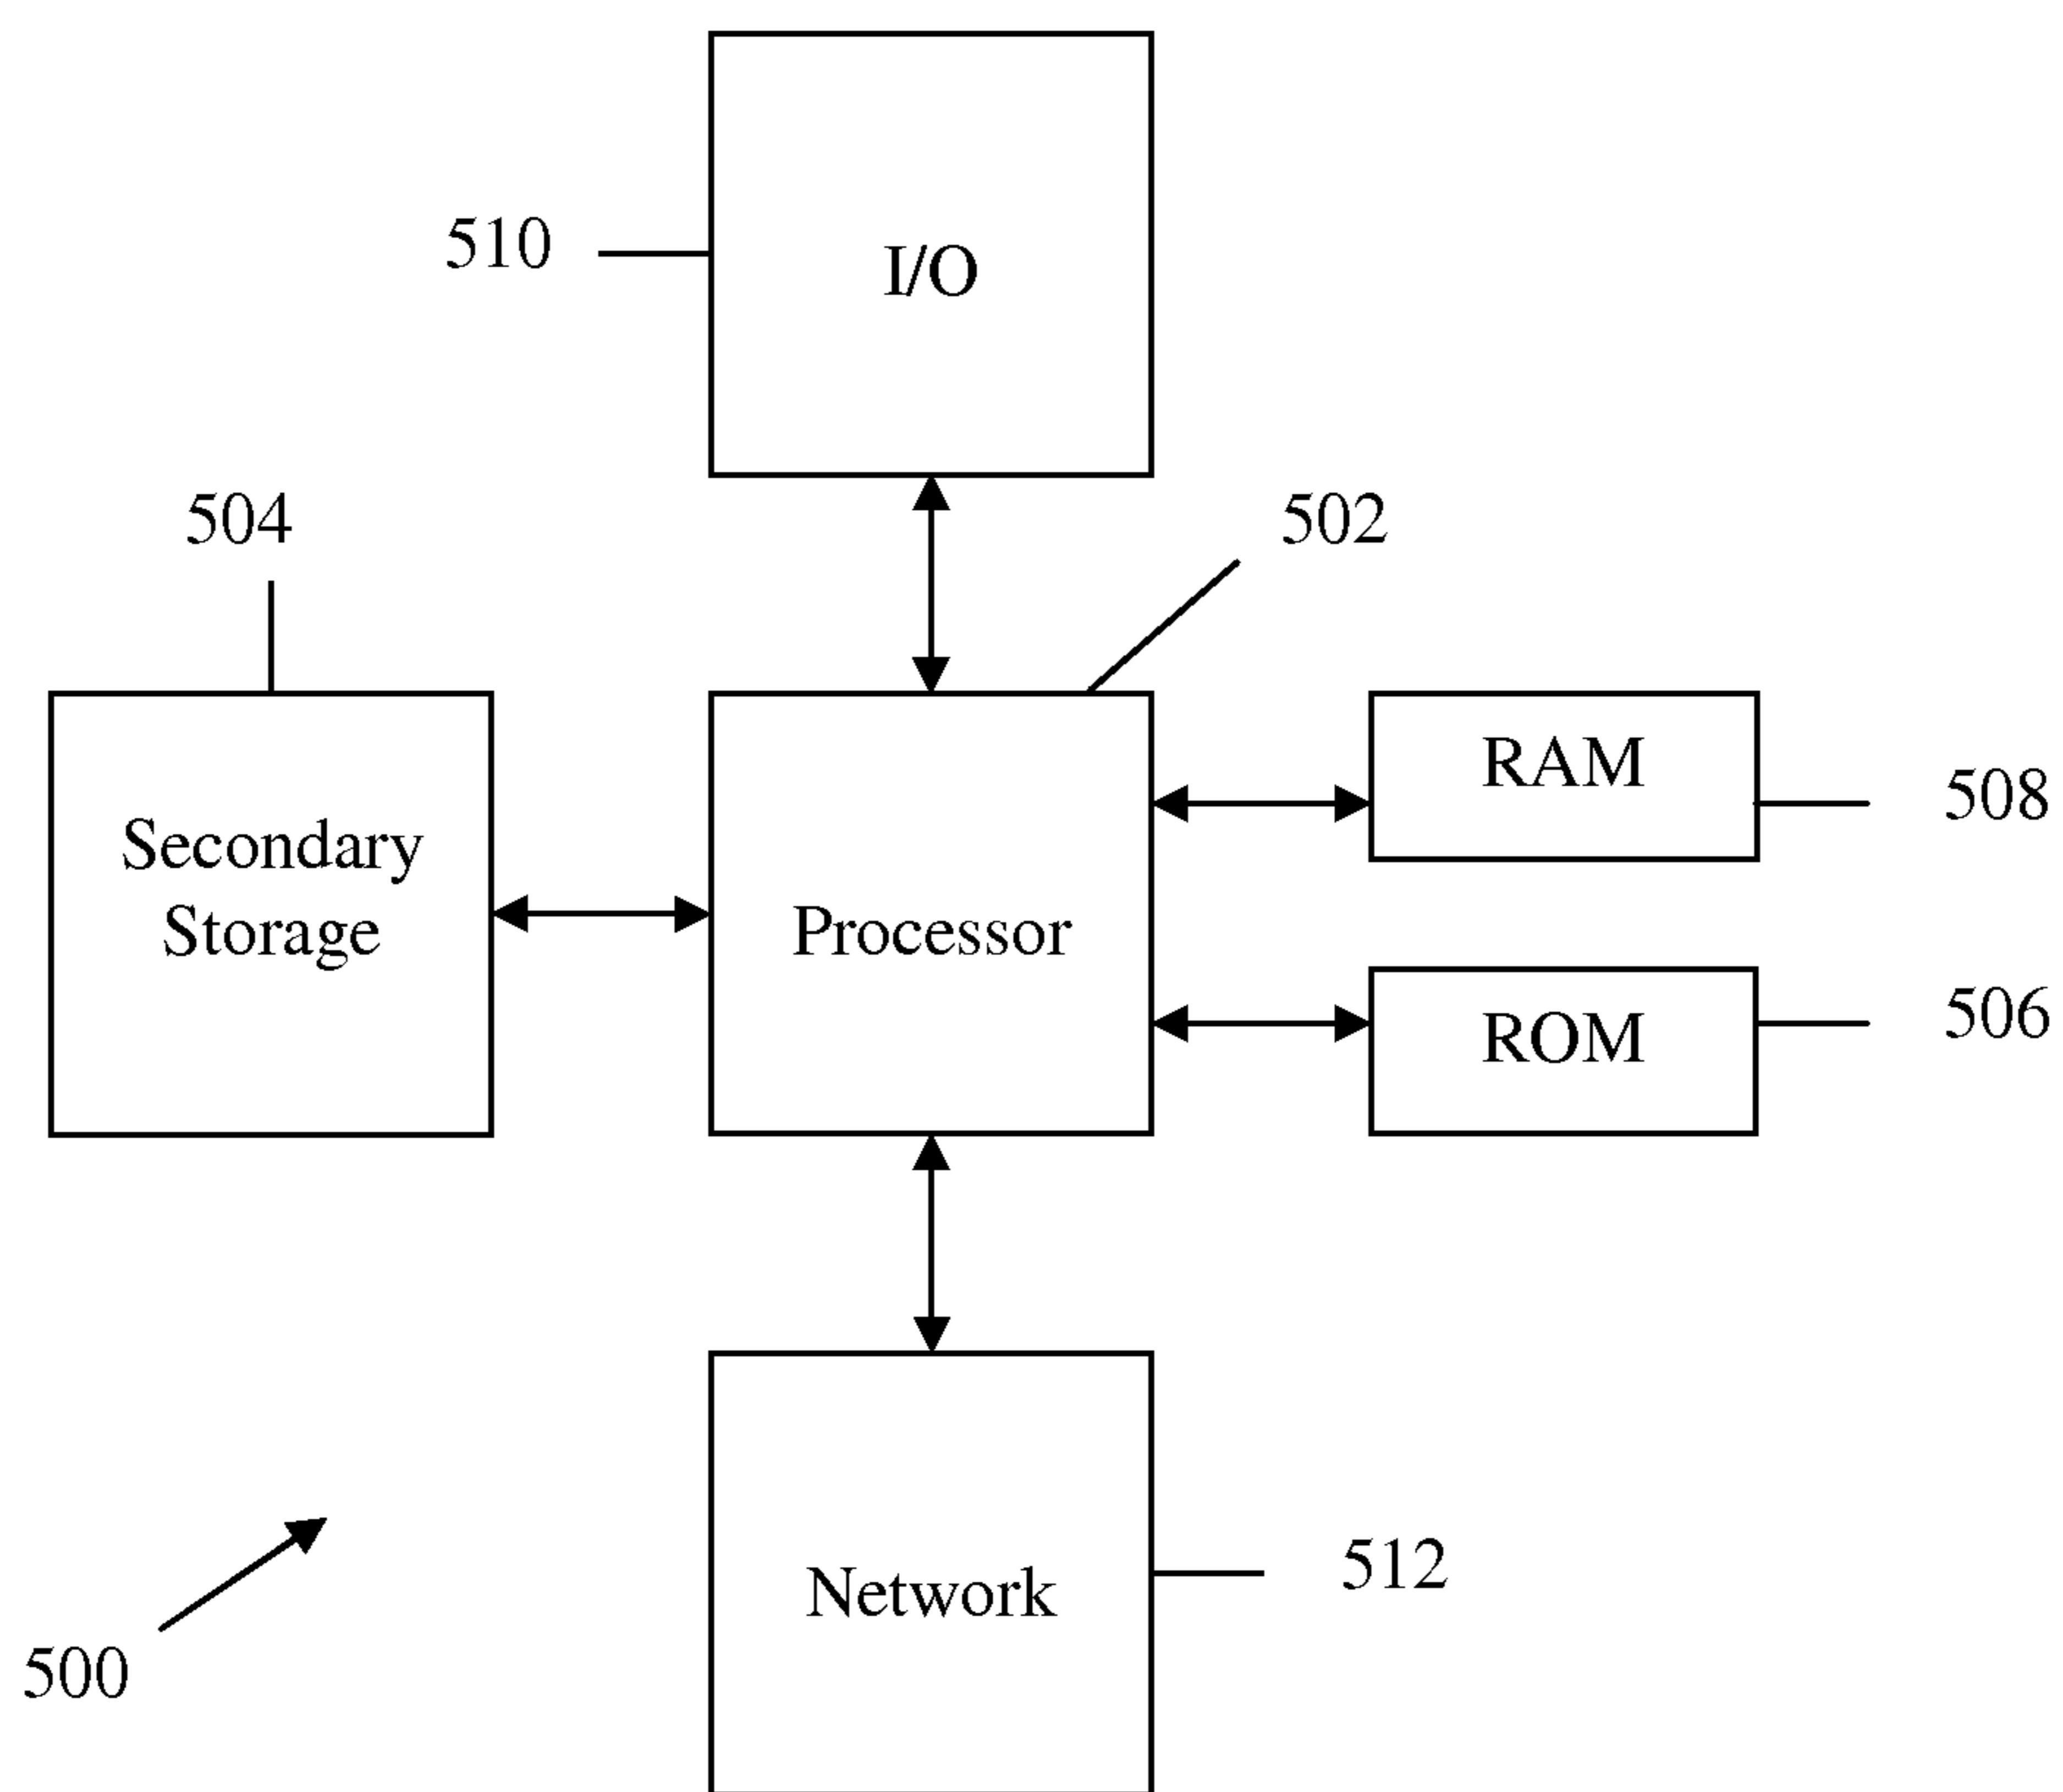 510
I/O
504
502
RAM
508
Secondary
Storage
Processor
506
ROM
512
Network
500